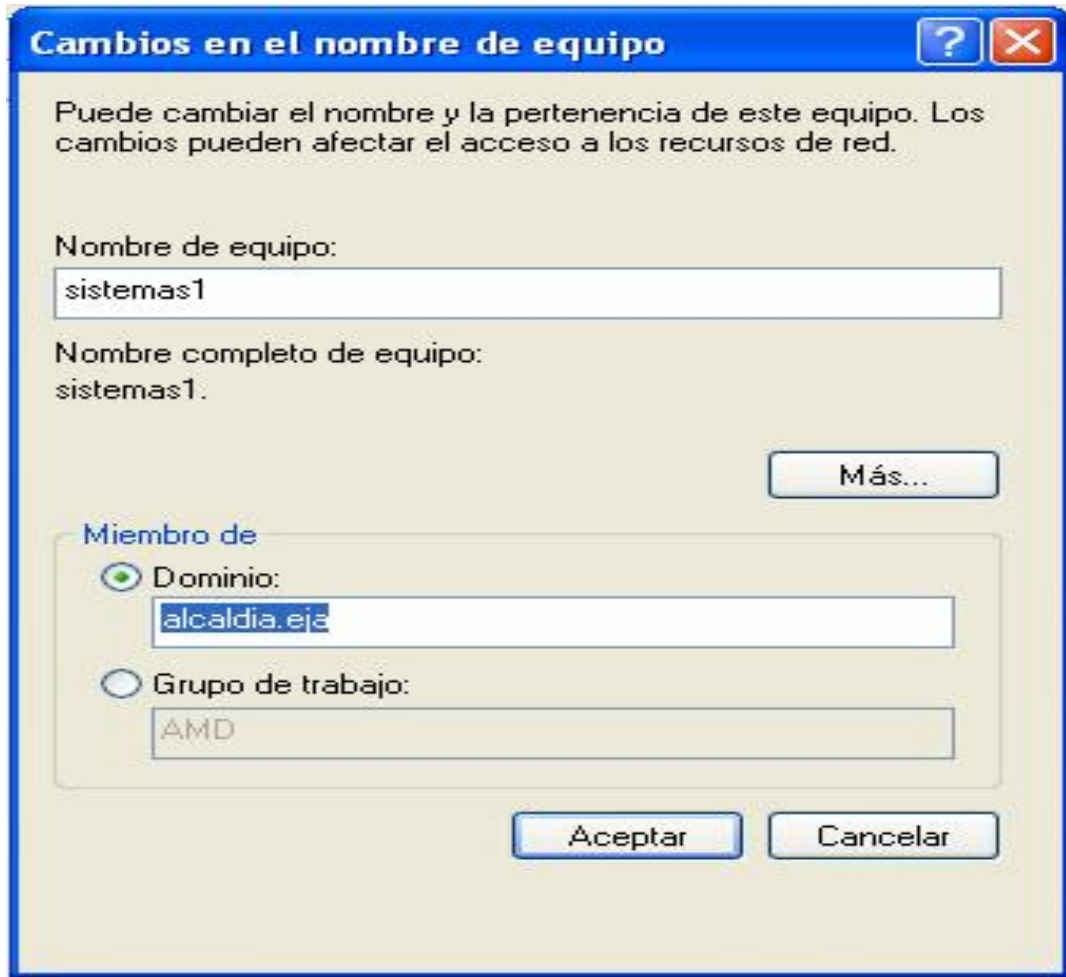 Cambios en el nombre de equipo
?
Puede cambiar el nombre y la pertenencia de este equipo. Los
cambios pueden afectar el acceso a los recursos de red.
Nombre de equipo:
sistemas1
Nombre completo de equipo:
sistemas1.
Más...
Miembro de
Dominio:
alcaldia.eja
Grupo de trabajo:
AMD
Aceptar
Cancelar